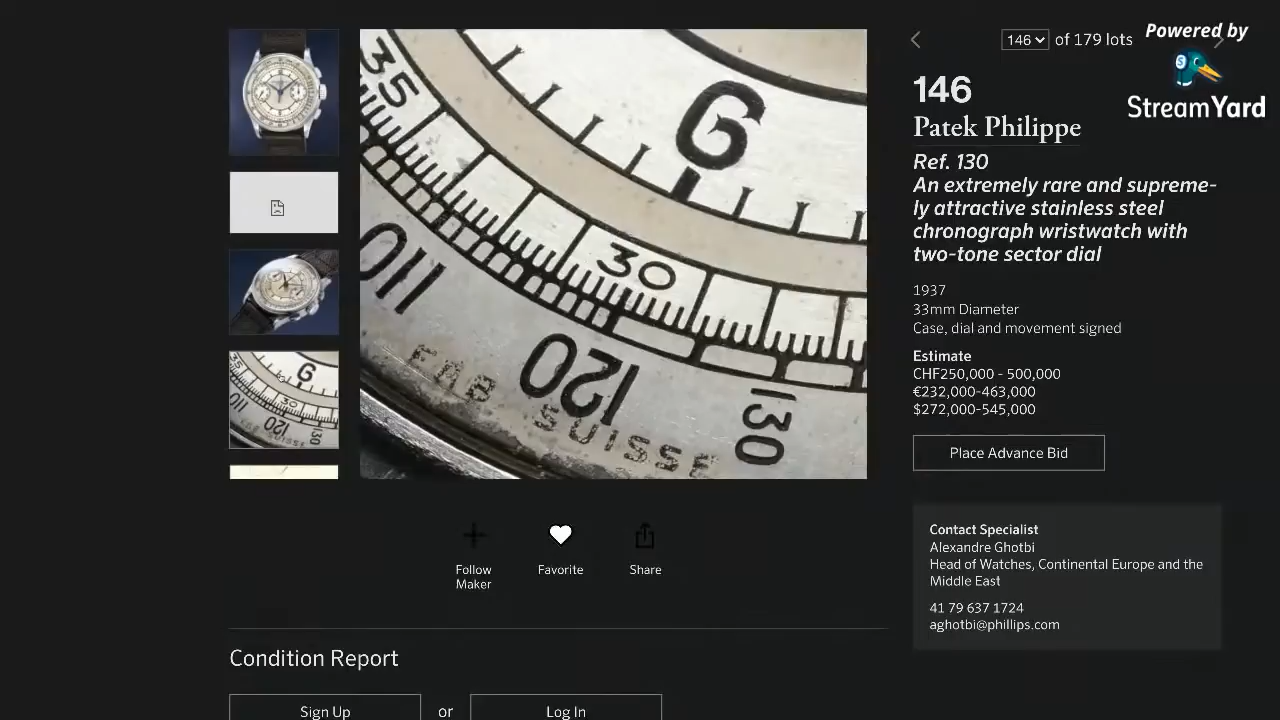 146 of 179 lots
Powered by
StreamYard
146
Patek Philippe
Ref. 130
An extremely rare and supreme-
ly attractive stainless steel
chronograph wristwatch with
two-tone sector dial
1937
33mm Diameter
Case, dial and movement signed
Estimate
CHF250,000 - 500,000
€232,000-463,000
$272,000-545,000
Place Advance Bid
Contact Specialist
Alexandre Ghotbi
Head of Watches, Continental Europe and the
Middle East
41 79 637 1724
aghotbi@phillips.com
35
6
30
110
120
130
FAB
SUISSE
Follow
Maker
Favorite
Share
Condition Report
Sign Up
or
Log In